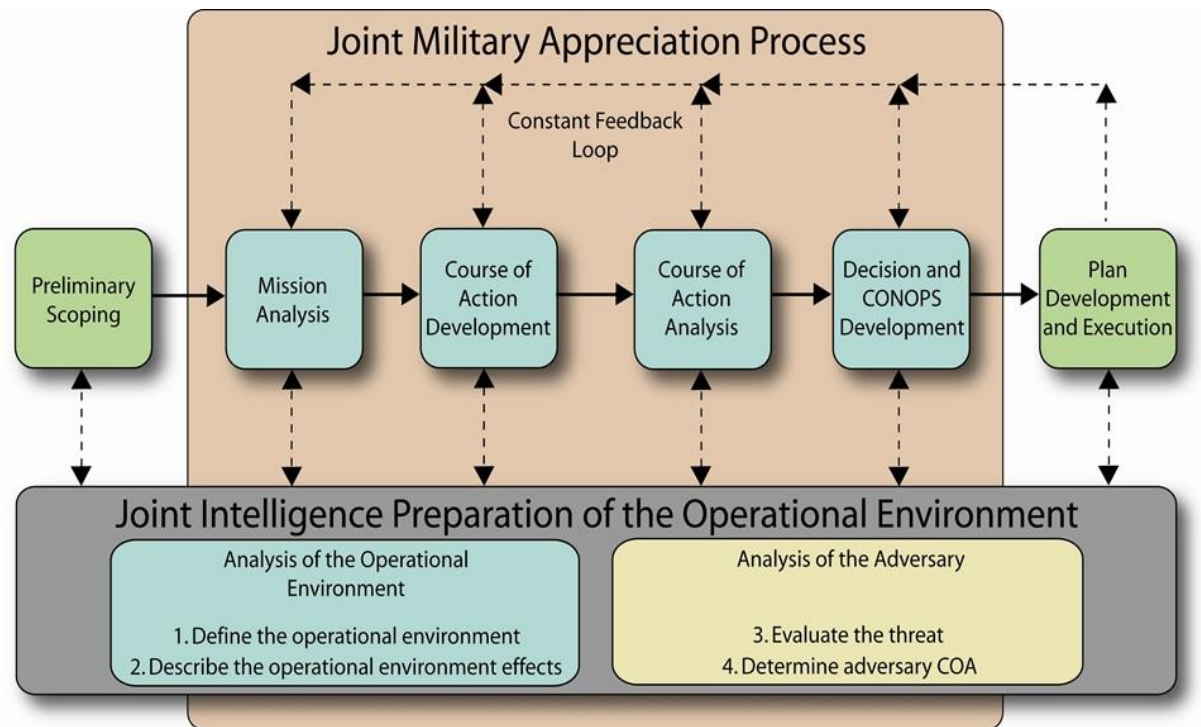 Joint Military Appreciation Process
Constant Feedback
Loop
Preliminary
Scoping
Mission
Analysis
Course of
Action
Development
Course of
Action
Analysis
Decision and
CONOPS
Development
Plan
Development
and Execution
Joint Intelligence Preparation of the Operational Environment
Analysis of the Operational
Environment
1. Define the operational environment
2. Describe the operational environment effects
Analysis of the Adversary
3. Evaluate the threat
4. Determine adversary COA